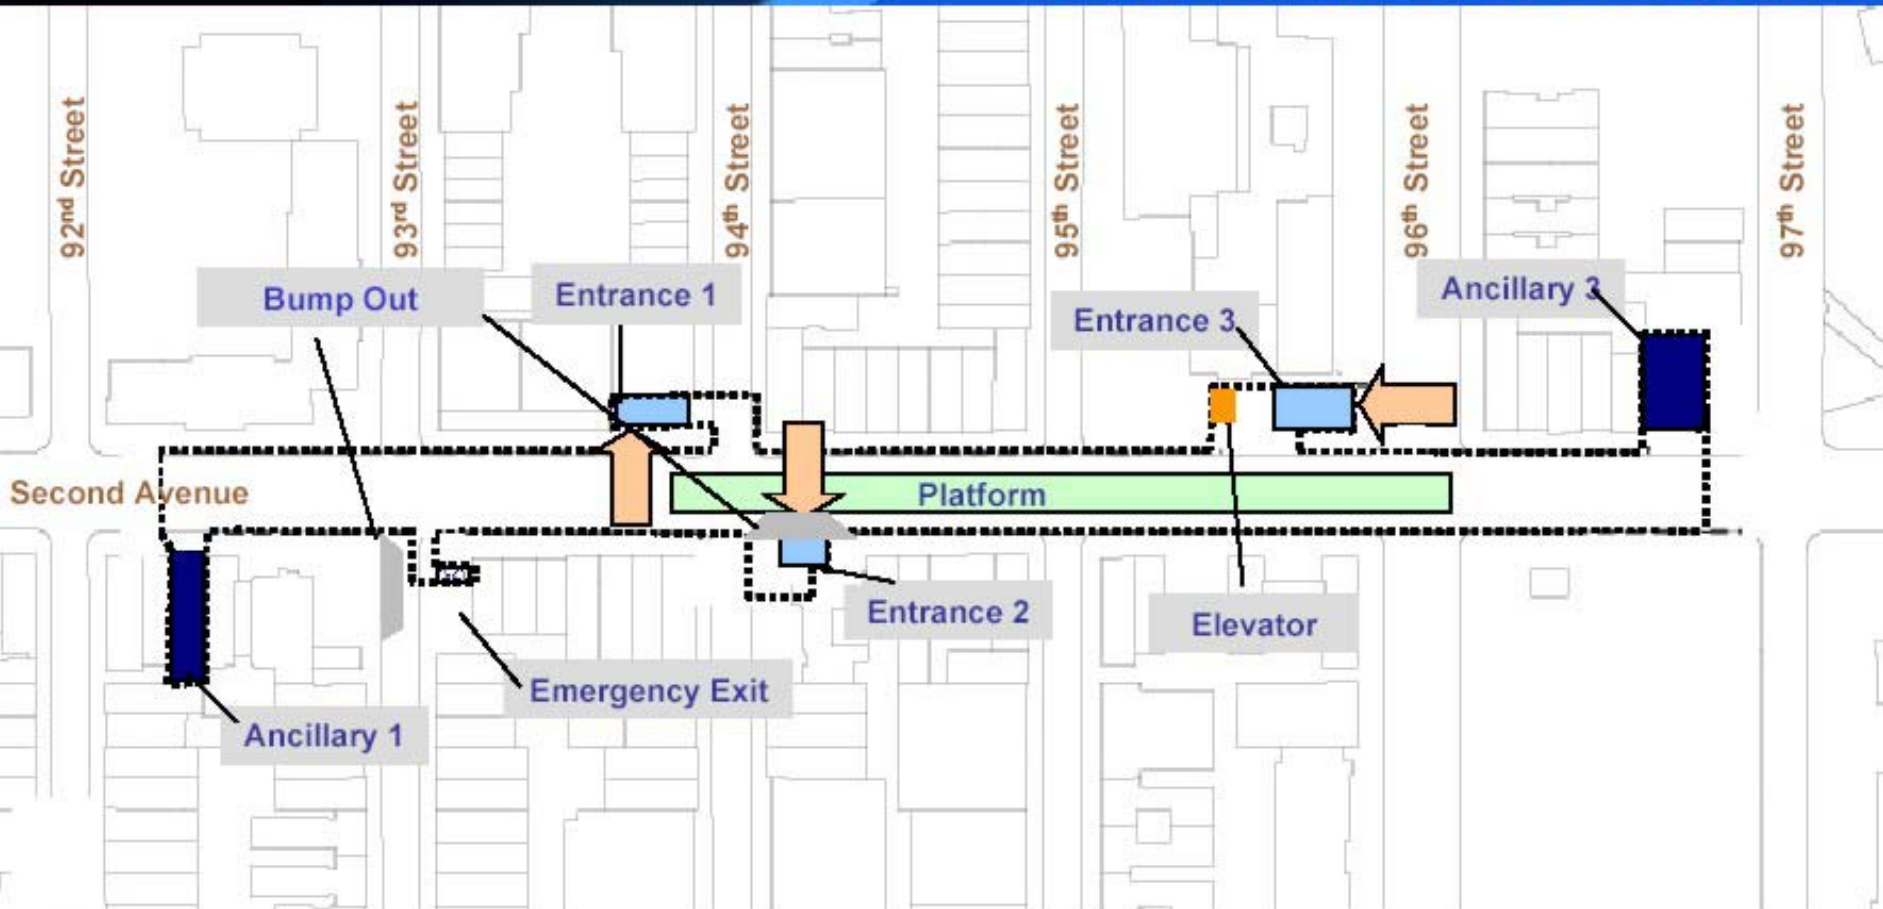 92nd Street
93rd Street
94th Street
95th Street
96th Street
97th Street
Bump Out
Entrance 1
Entrance 3
Ancillary 3
Second Avenue
Platform
Entrance 2
Elevator
Emergency Exit
Ancillary 1